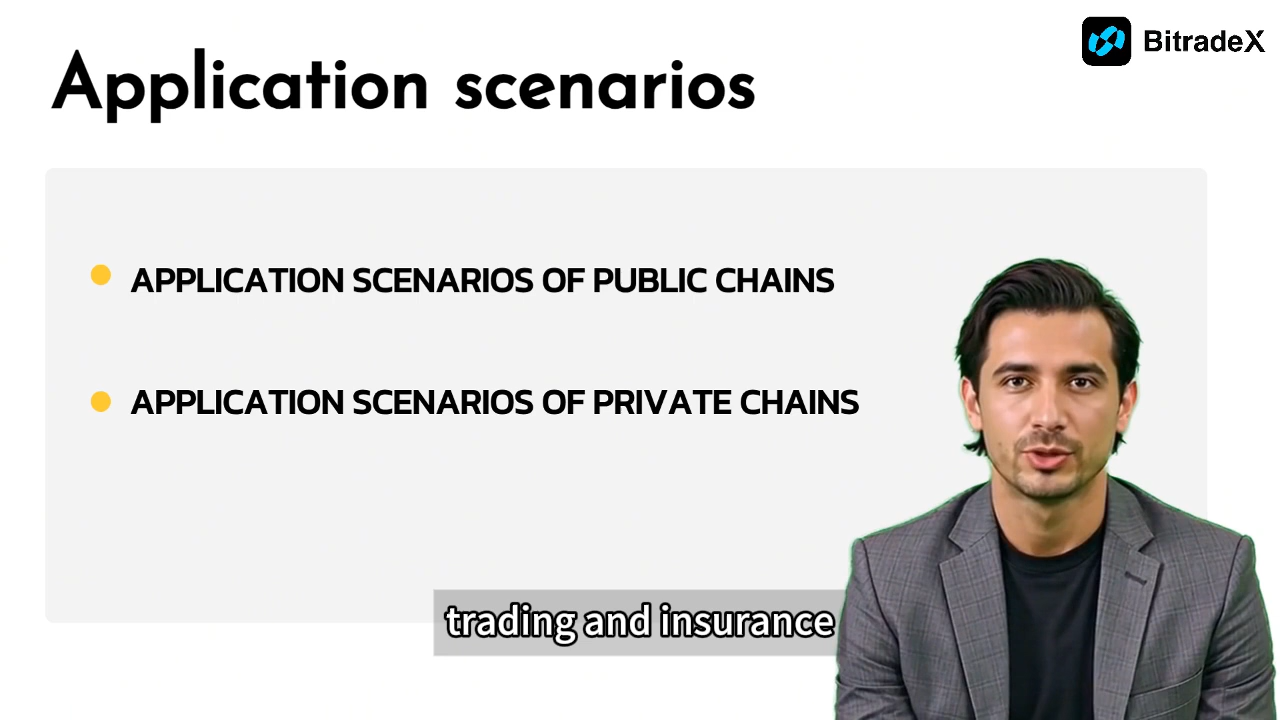 BitradeX
Application scenarios
APPLICATION SCENARIOS OF PUBLIC CHAINS
APPLICATION SCENARIOS OF PRIVATE CHAINS
trading and insurance